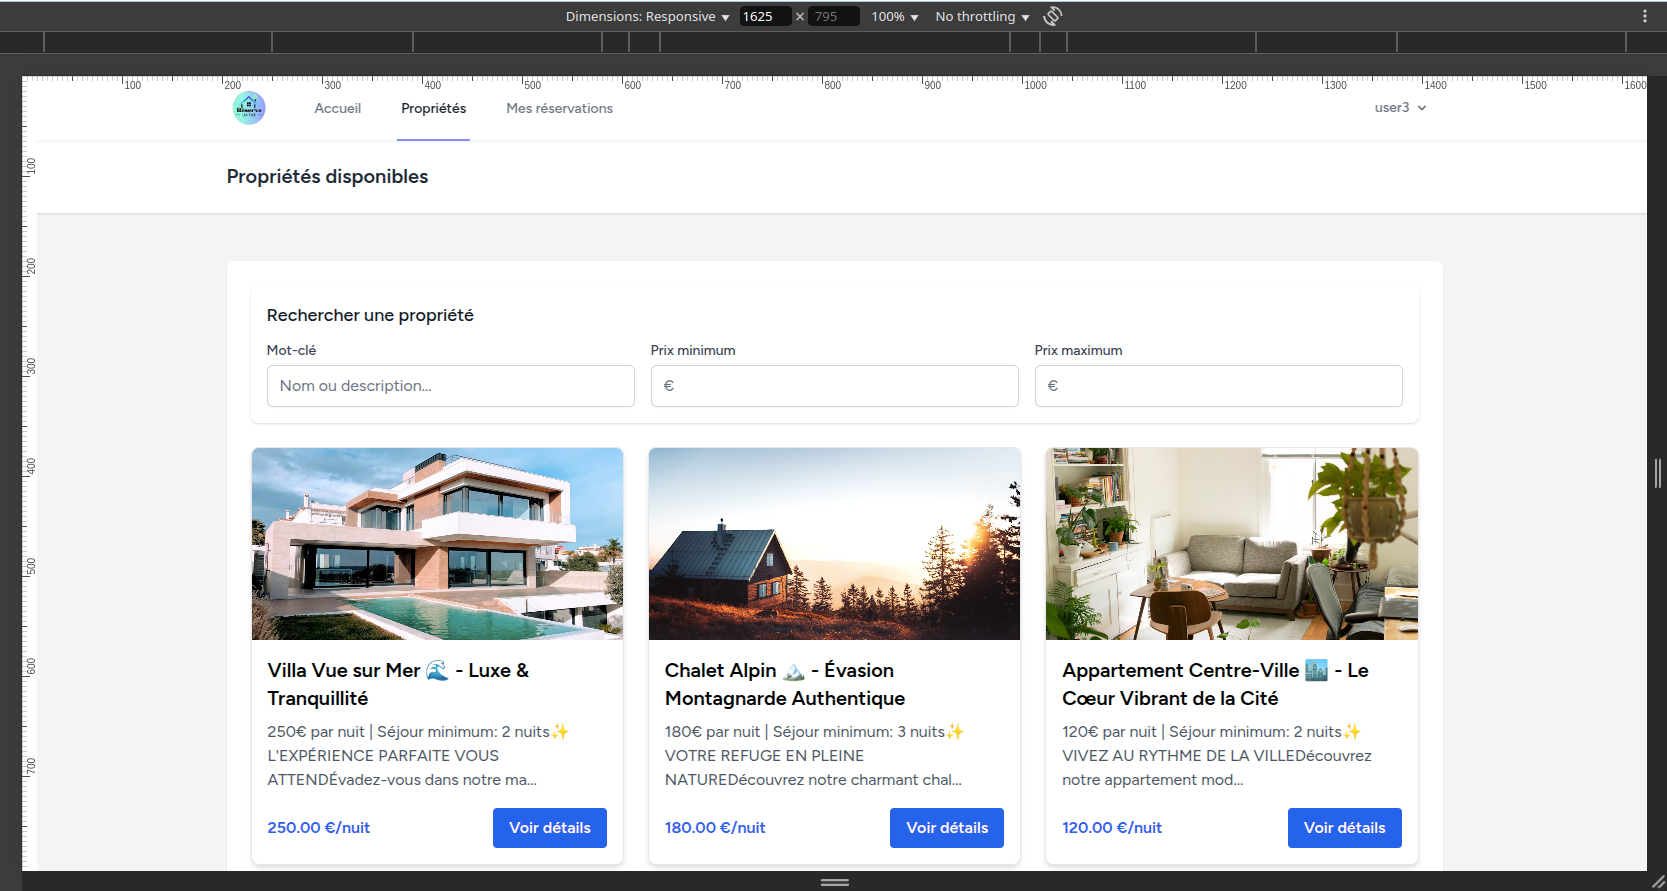 Dimensions: Responsive ▼ 1625 × 795 100% ▼ No throttling ▼
100 200 300 400 500 600 700 800 900 1000 1100 1200 1300 1400 1500 1600
Réserve
Accueil Propriétés Mes réservations user3
100
Propriétés disponibles
200
Rechercher une propriété
300
Mot-clé Prix minimum Prix maximum
Nom ou description... € €
400
500
600
Villa Vue sur Mer 🌊 - Luxe &
Tranquillité
250€ par nuit | Séjour minimum: 2 nuits✨
L'EXPÉRIENCE PARFAITE VOUS
ATTENDÉvadez-vous dans notre ma...
250.00 €/nuit Voir détails
Chalet Alpin 🏔️ - Évasion
Montagnarde Authentique
180€ par nuit | Séjour minimum: 3 nuits✨
VOTRE REFUGE EN PLEINE
NATUREDécouvrez notre charmant chal...
180.00 €/nuit Voir détails
Appartement Centre-Ville 🏙️ - Le
Cœur Vibrant de la Cité
120€ par nuit | Séjour minimum: 2 nuits✨
VIVEZ AU RYTHME DE LA VILLEDécouvrez
notre appartement mod...
120.00 €/nuit Voir détails
700